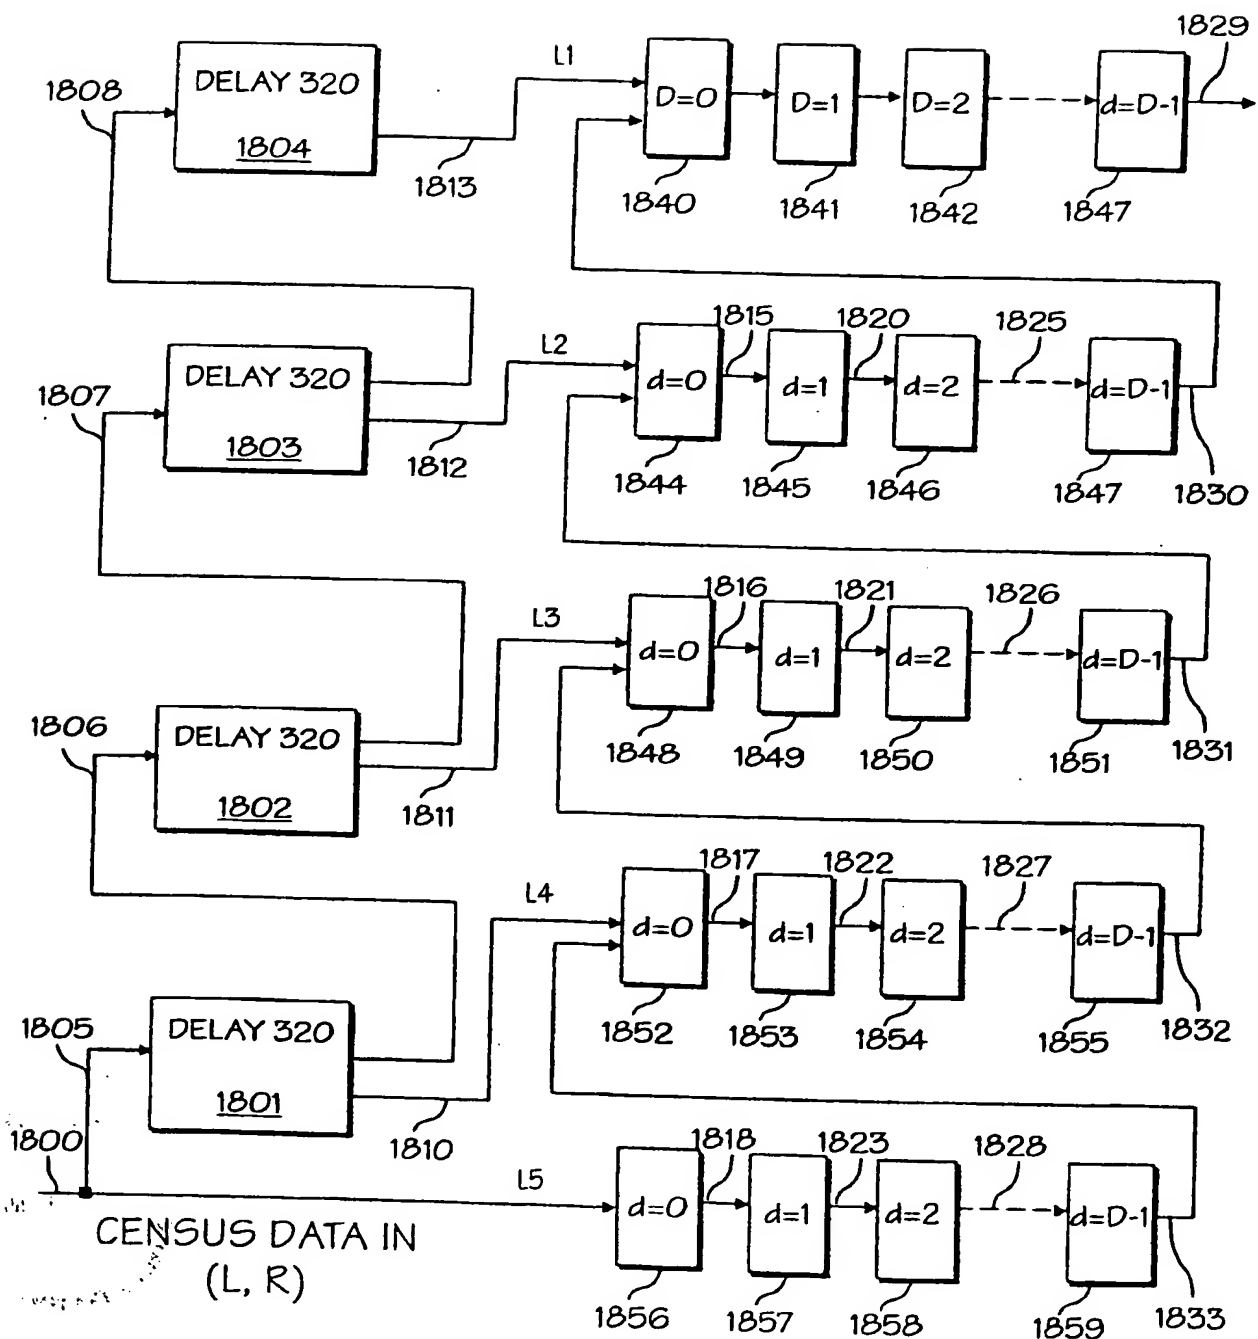 1829
1808
DELAY 320
1804
1813
L1
D=0
D=1
D=2
d=D-1
1840
1841
1842
1847
1807
DELAY 320
1803
1812
L2
d=0
1815
d=1
1820
d=2
1825
d=D-1
1844
1845
1846
1847
1830
1806
DELAY 320
1802
1811
L3
d=0
1816
d=1
1821
d=2
1826
d=D-1
1848
1849
1850
1851
1831
1805
DELAY 320
1801
1810
L4
d=0
1817
d=1
1822
d=2
1827
d=D-1
1852
1853
1854
1855
1832
1800
L5
d=0
1818
d=1
1823
d=2
1828
d=D-1
CENSUS DATA IN
(L, R)
1856
1857
1858
1859
1833